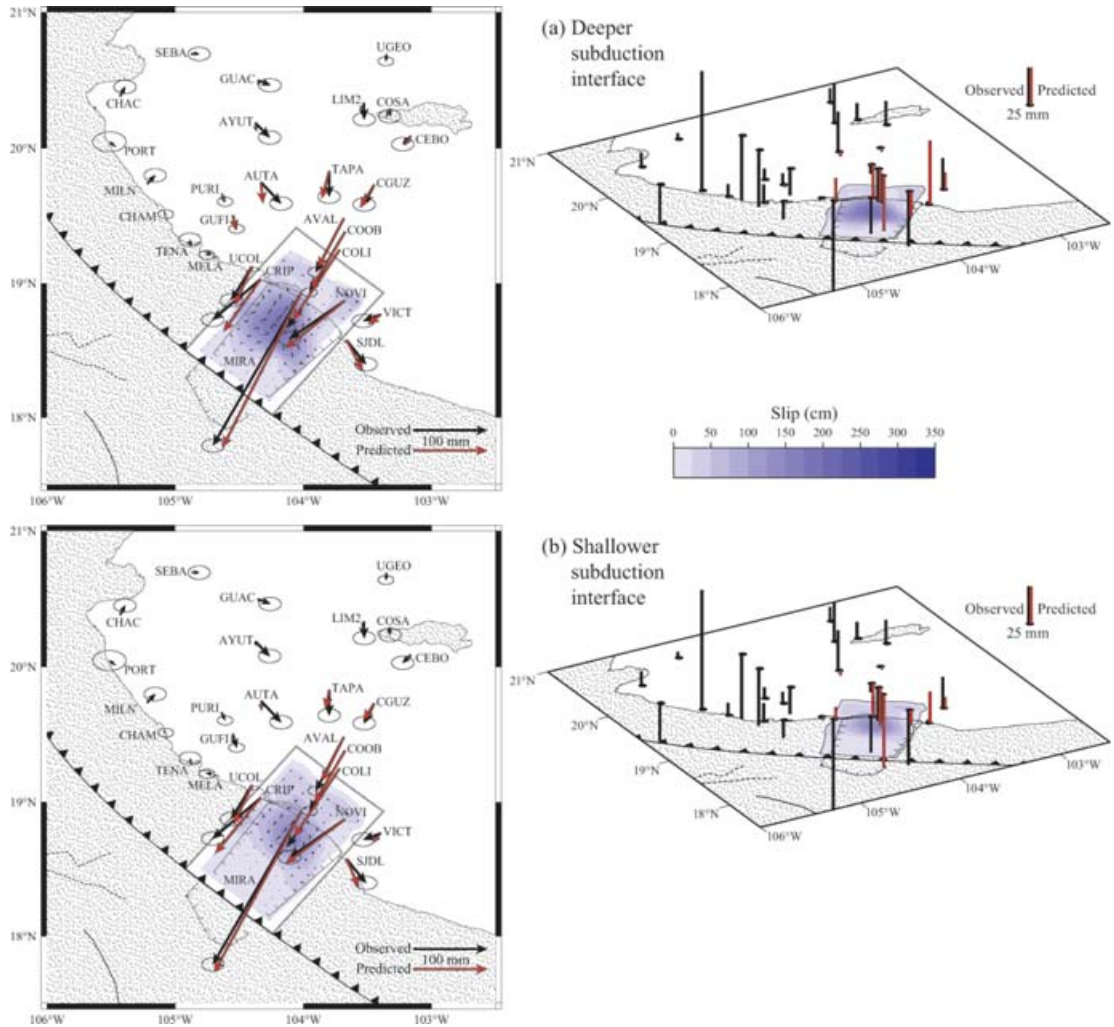 21°N
20°N
19°N
18°N
106°W
105°W
104°W
103°W
SEBA
UGEO
GUAC
CHAC
LIM2
COSA
AYUT
CEBO
PORT
MILN
PURI
AUTA
TAPA
CGUZ
CHAM
GUFI
AVAL
COOB
TENA
COLI
MELA
UCOL
CRIP
NOVI
VICT
SJDL
MIRA
Observed
100 mm
Predicted
(a) Deeper
subduction
interface
Observed
Predicted
25 mm
21°N
20°N
19°N
18°N
106°W
105°W
104°W
103°W
Slip (cm)
0 50 100 150 200 250 300 350
21°N
20°N
19°N
18°N
106°W
105°W
104°W
103°W
SEBA
UGEO
GUAC
CHAC
LIM2
COSA
AYUT
CEBO
PORT
MILN
PURI
AUTA
TAPA
CGUZ
CHAM
GUFI
AVAL
COOB
TENA
COLI
MELA
UCOL
CRIP
NOVI
VICT
SJDL
MIRA
Observed
100 mm
Predicted
(b) Shallower
subduction
interface
Observed
Predicted
25 mm
21°N
20°N
19°N
18°N
106°W
105°W
104°W
103°W